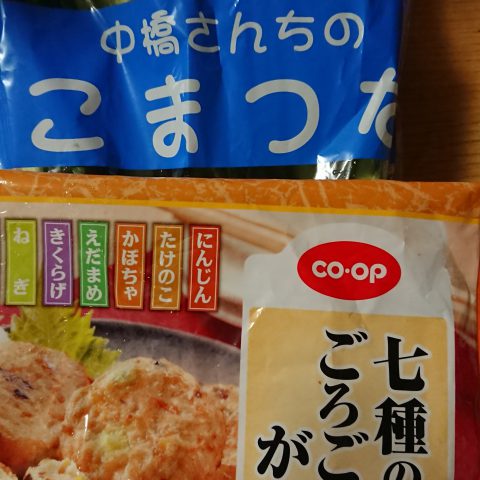 中橋さんちの
こまつな
にんじん
たけのこ
かぼちゃ
えだまめ
きくらげ
ねぎ
CO·OP
七種の
ごろご
が